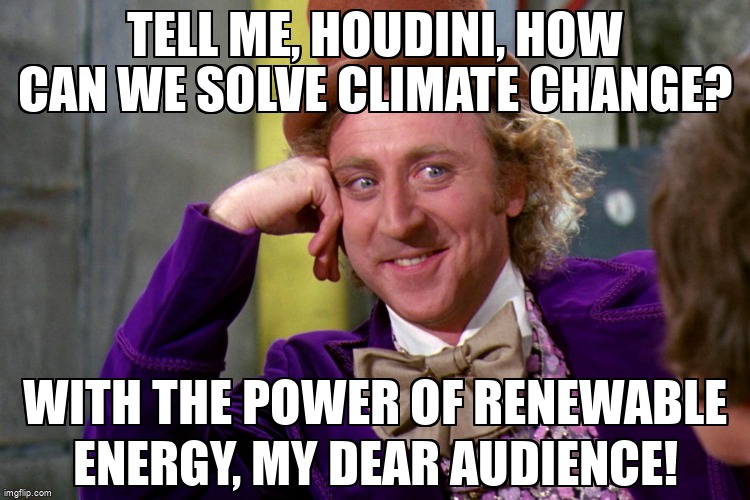 TELL ME, HOUDINI, HOW
CAN WE SOLVE CLIMATE CHANGE?
WITH THE POWER OF RENEWABLE
ENERGY, MY DEAR AUDIENCE!
imgflip.com